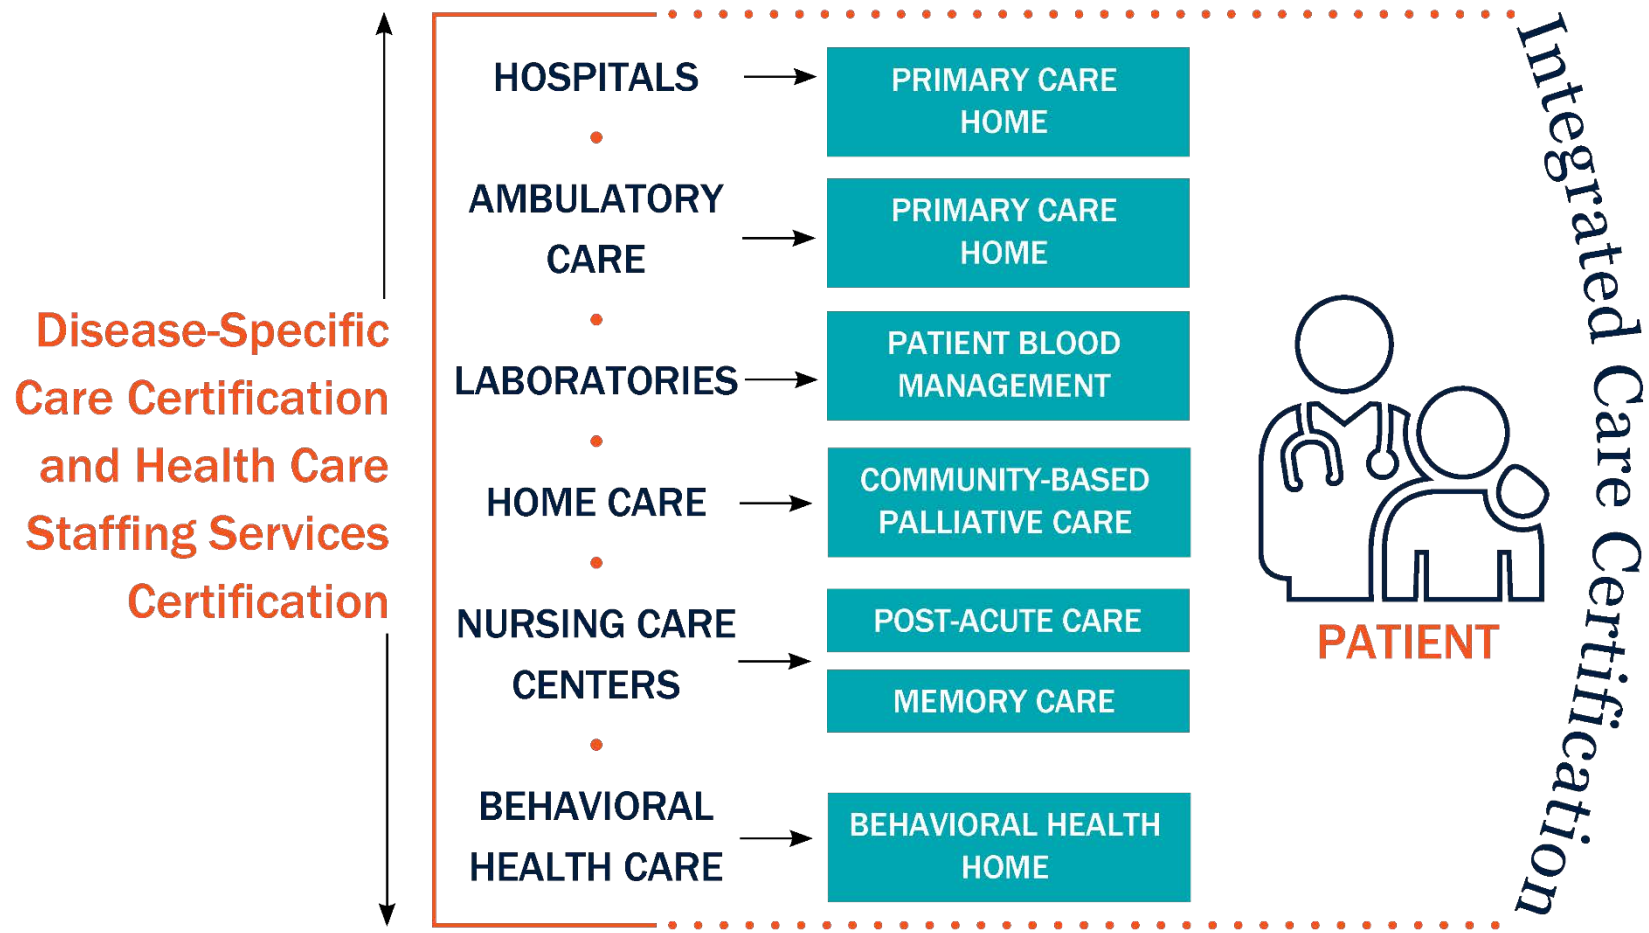 Disease-Specific
Care Certification
and Health Care
Staffing Services
Certification
HOSPITALS
PRIMARY CARE
HOME
AMBULATORY
CARE
PRIMARY CARE
HOME
LABORATORIES
PATIENT BLOOD
MANAGEMENT
HOME CARE
COMMUNITY-BASED
PALLIATIVE CARE
NURSING CARE
CENTERS
POST-ACUTE CARE
MEMORY CARE
BEHAVIORAL
HEALTH CARE
BEHAVIORAL HEALTH
HOME
PATIENT
Integrated Care Certification